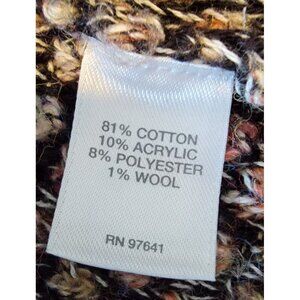 81% COTTON
10% ACRYLIC
8% POLYESTER
1% WOOL
RN 97641